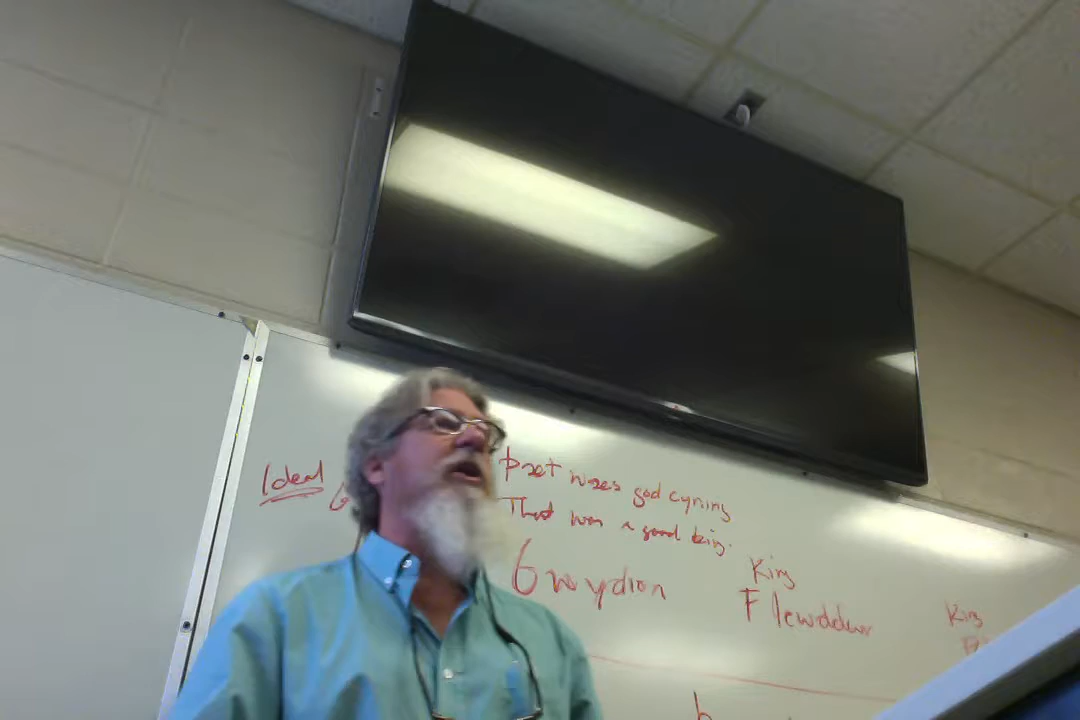 Ideal
þæt wæs god cyning
That was a good king.
Gwydion
King
Flewddur
King